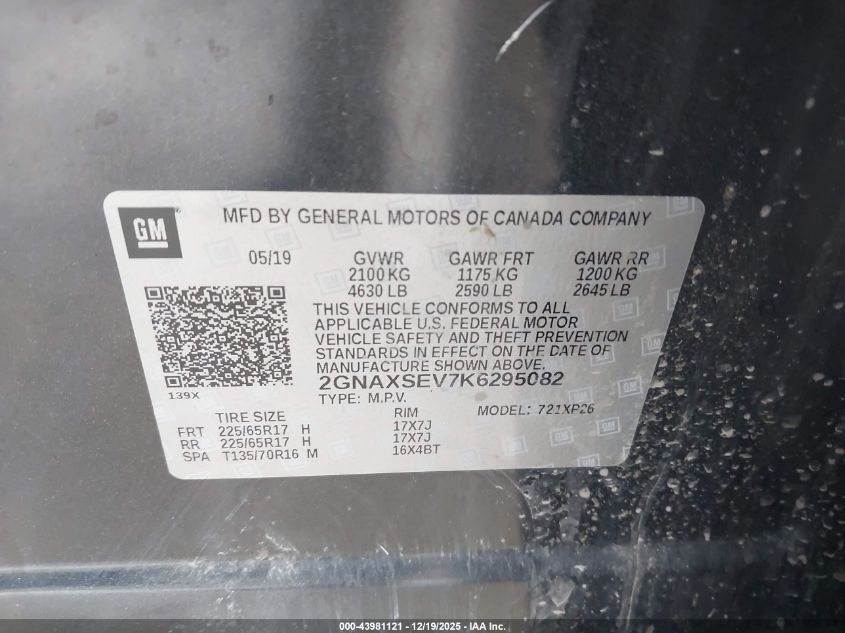 GM
MFD BY GENERAL MOTORS OF CANADA COMPANY
05/19 GVWR GAWR FRT GAWR RR
2100 KG 1175 KG 1200 KG
4630 LB 2590 LB 2645 LB
THIS VEHICLE CONFORMS TO ALL
APPLICABLE U.S. FEDERAL MOTOR
VEHICLE SAFETY AND THEFT PREVENTION
STANDARDS IN EFFECT ON THE DATE OF
MANUFACTURE SHOWN ABOVE.
2GNAXSEV7K6295082
139X
TYPE: M.P.V. MODEL: 721XP26
TIRE SIZE RIM
FRT 225/65R17 H 17X7J
RR 225/65R17 H 17X7J
SPA T135/70R16 M 16X4BT
000-43981121 - 12/19/2025 - IAA Inc.